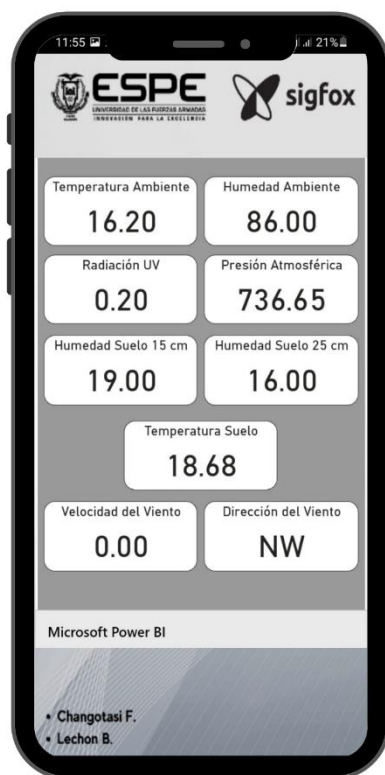 11:55
21%
ESPE
UNIVERSIDAD DE LAS FUERZAS ARMADAS
INNOVACIÓN PARA LA EXCELENCIA
sigfox
Temperatura Ambiente
16.20
Humedad Ambiente
86.00
Radiación UV
0.20
Presión Atmosférica
736.65
Humedad Suelo 15 cm
19.00
Humedad Suelo 25 cm
16.00
Temperatura Suelo
18.68
Velocidad del Viento
0.00
Dirección del Viento
NW
Microsoft Power BI
• Changotasi F.
• Lechon B.